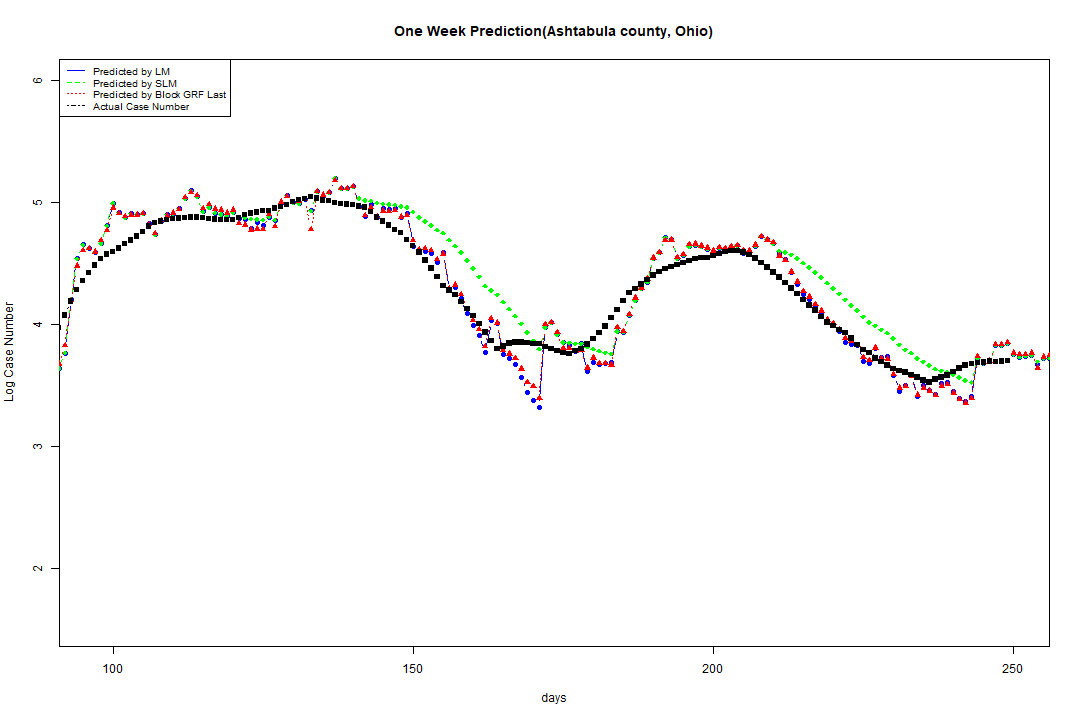 One Week Prediction(Ashtabula county, Ohio)
Predicted by LM
Predicted by SLM
Predicted by Block GRF Last
Actual Case Number
6
5
4
3
2
Log Case Number
100
150
200
250
days